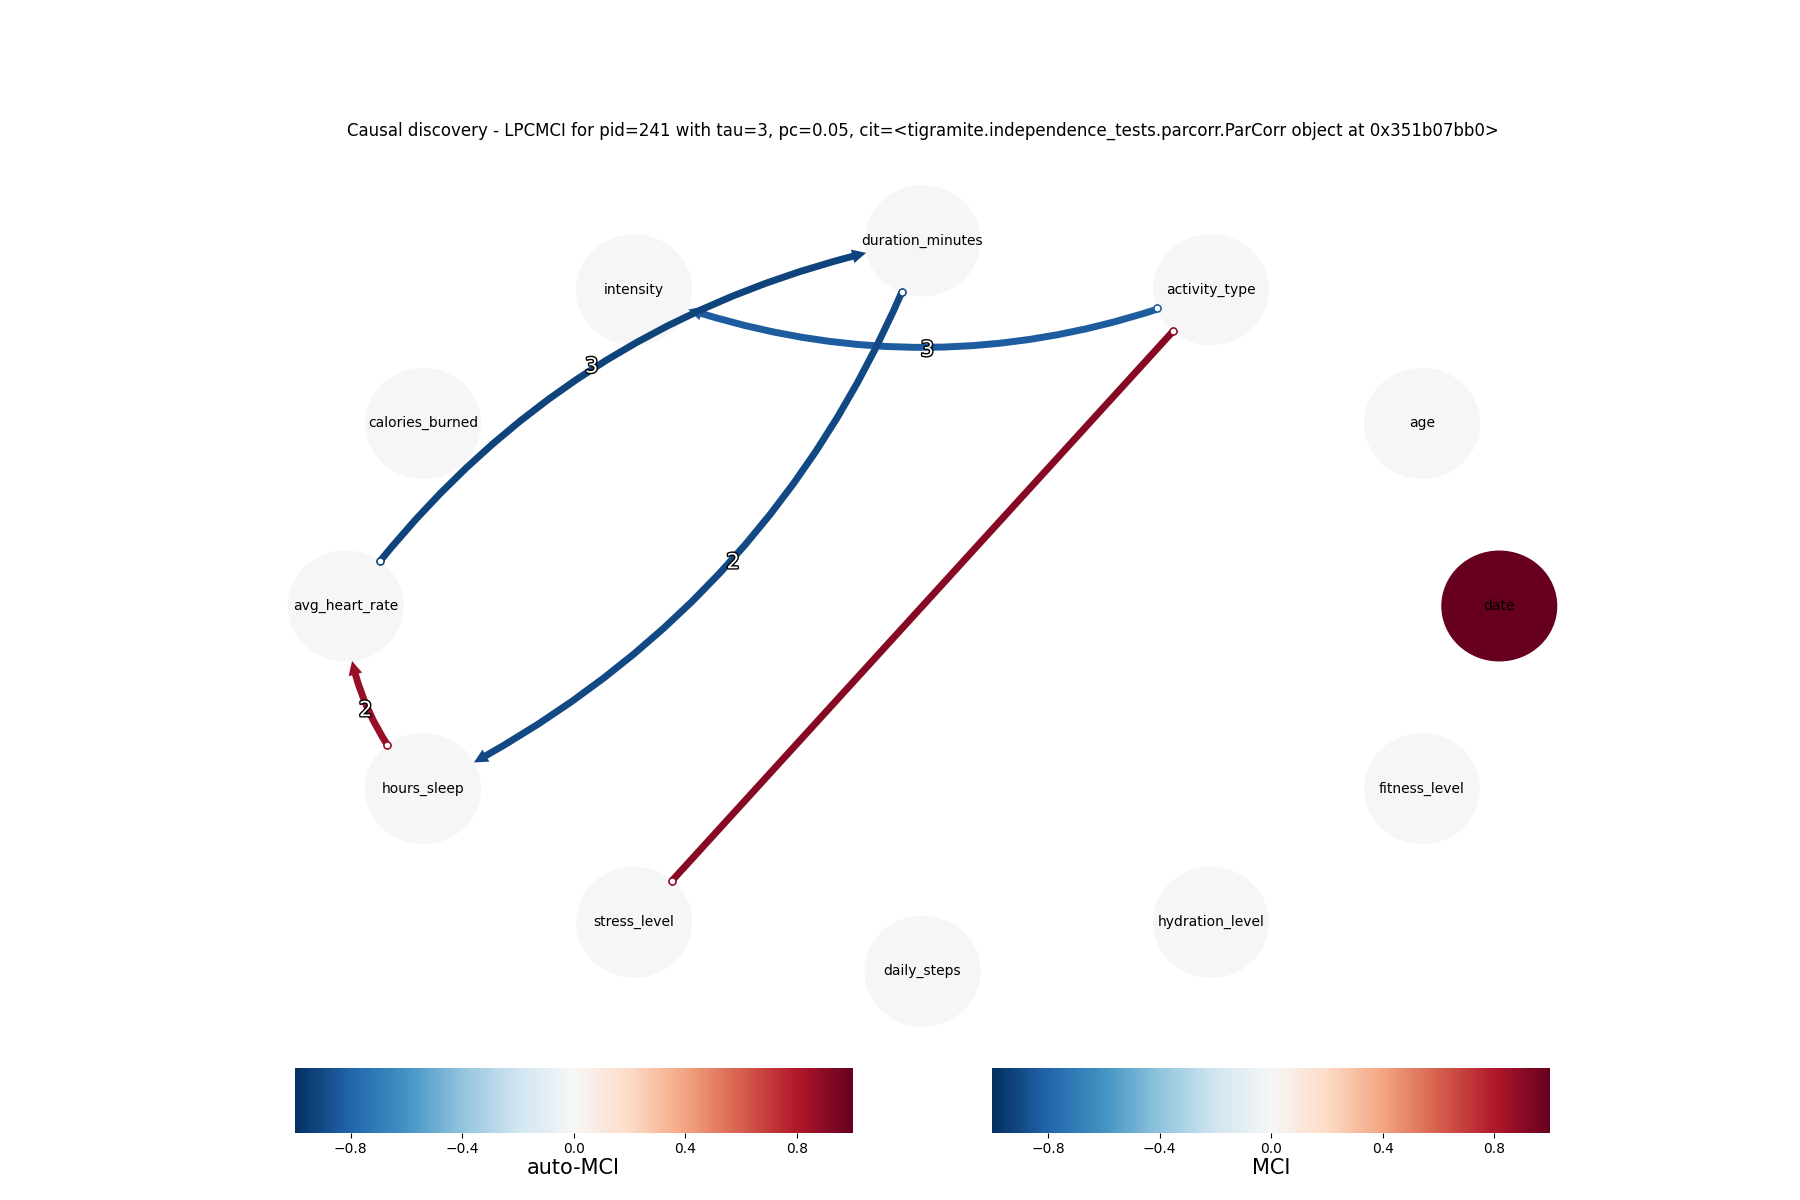 Causal discovery - LPCMCI for pid=241 with tau=3, pc=0.05, cit=<tigramite.independence_tests.parcorr.ParCorr object at 0x351b07bb0>
duration_minutes
intensity
activity_type
3
3
calories_burned
age
2
avg_heart_rate
date
2
hours_sleep
fitness_level
stress_level
hydration_level
daily_steps
−0.8 −0.4 0.0 0.4 0.8
auto-MCI
−0.8 −0.4 0.0 0.4 0.8
MCI